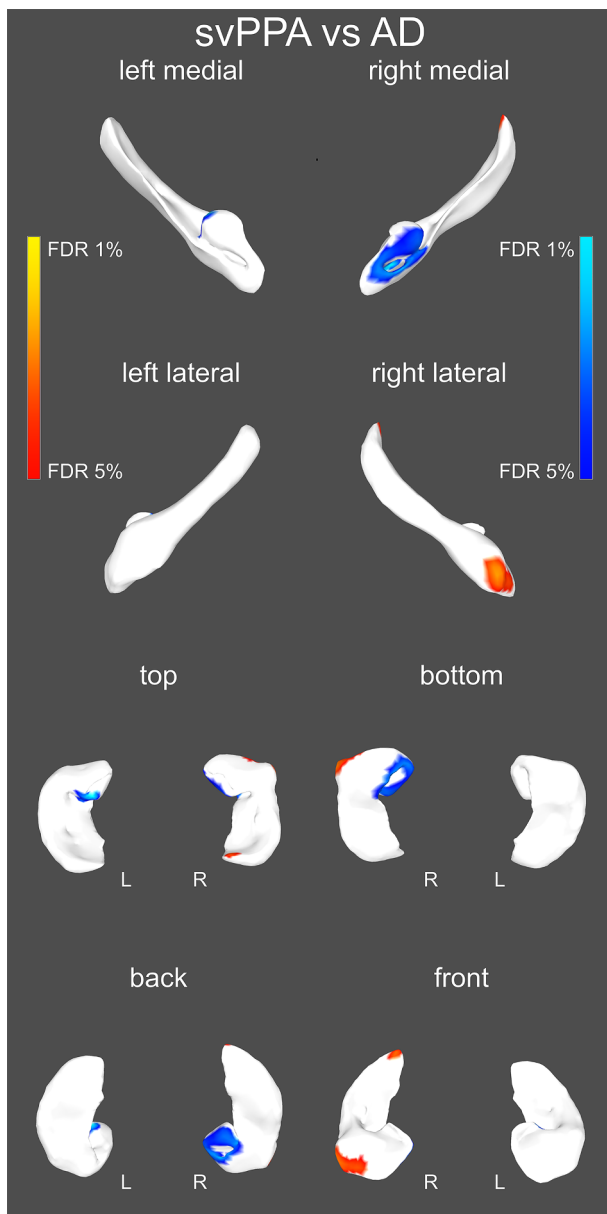 svPPA vs AD
left medial
right medial
FDR 1%
FDR 1%
left lateral
right lateral
FDR 5%
FDR 5%
top
bottom
L
R
R
L
back
front
L
R
R
L